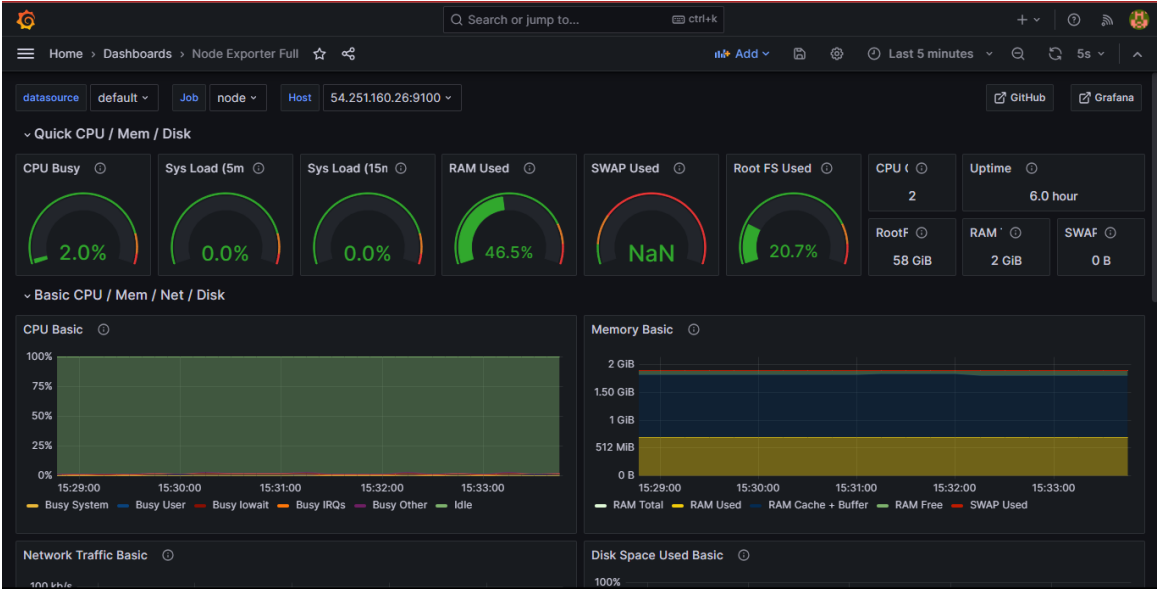 Search or jump to... ctrl+k
Home › Dashboards › Node Exporter Full Add Last 5 minutes 5s
datasource default Job node Host 54.251.160.26:9100 GitHub Grafana
Quick CPU / Mem / Disk
CPU Busy Sys Load (5m Sys Load (15n RAM Used SWAP Used Root FS Used CPU ( Uptime
2 6.0 hour
2.0% 0.0% 0.0% 46.5% NaN 20.7%
RootF RAM SWAF
58 GiB 2 GiB 0 B
Basic CPU / Mem / Net / Disk
CPU Basic
100%
75%
50%
25%
0%
15:29:00 15:30:00 15:31:00 15:32:00 15:33:00
Busy System Busy User Busy Iowait Busy IRQs Busy Other Idle
Memory Basic
2 GiB
1.50 GiB
1 GiB
512 MiB
0 B
15:29:00 15:30:00 15:31:00 15:32:00 15:33:00
RAM Total RAM Used RAM Cache + Buffer RAM Free SWAP Used
Network Traffic Basic
100 kb/s
Disk Space Used Basic
100%